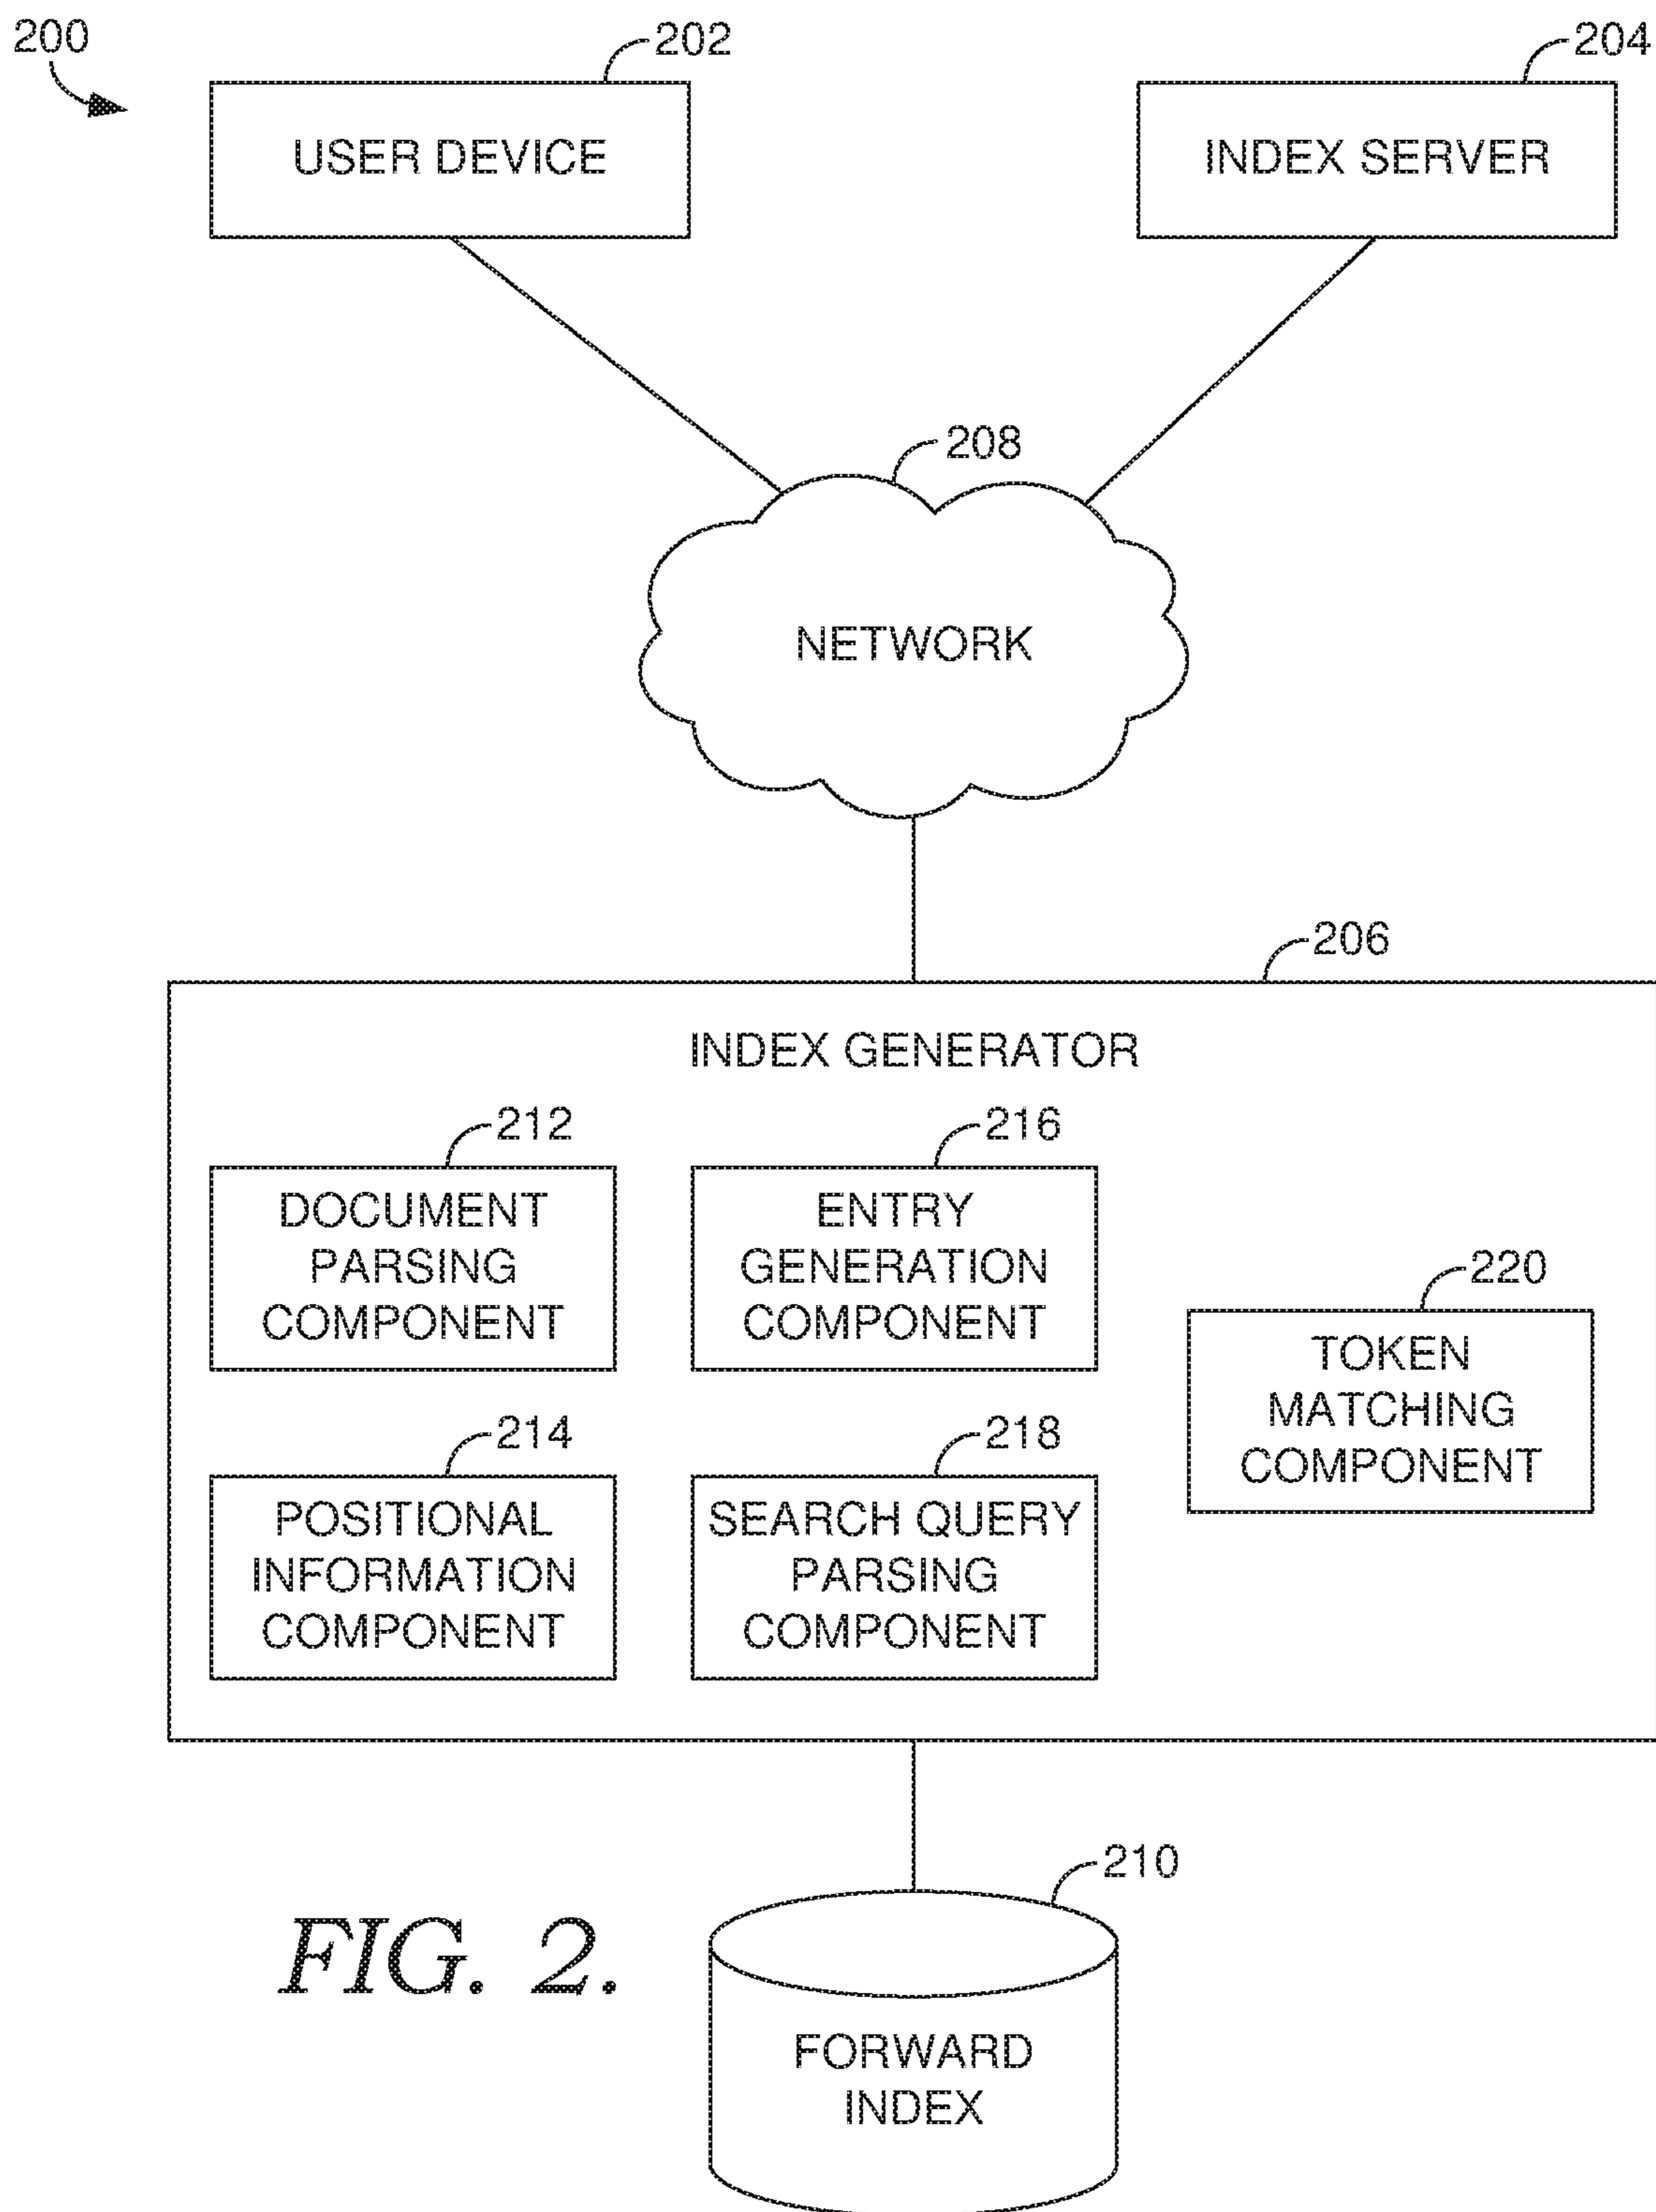 200
202
204
USER DEVICE
INDEX SERVER
208
NETWORK
206
INDEX GENERATOR
212
216
DOCUMENT
PARSING
COMPONENT
ENTRY
GENERATION
COMPONENT
220
TOKEN
MATCHING
COMPONENT
214
218
POSITIONAL
INFORMATION
COMPONENT
SEARCH QUERY
PARSING
COMPONENT
210
FIG. 2.
FORWARD
INDEX